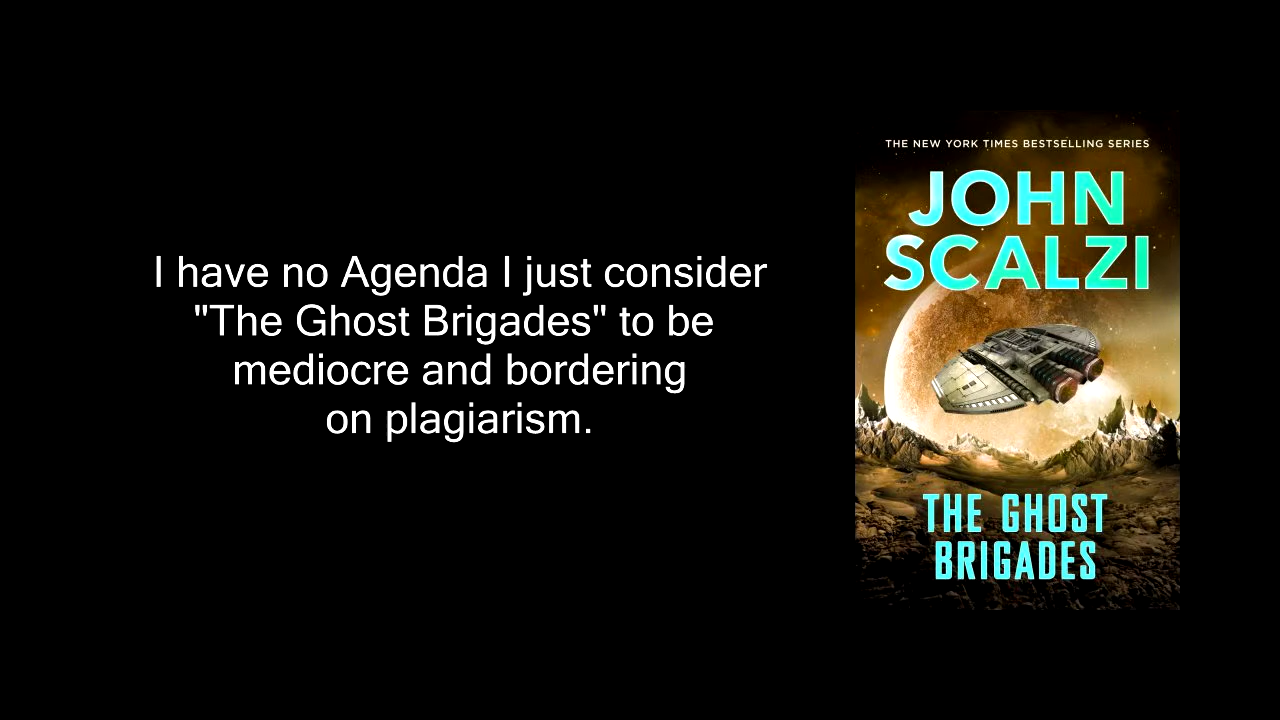 I have no Agenda I just consider
"The Ghost Brigades" to be
mediocre and bordering
on plagiarism.
THE NEW YORK TIMES BESTSELLING SERIES
JOHN
SCALZI
THE GHOST
BRIGADES